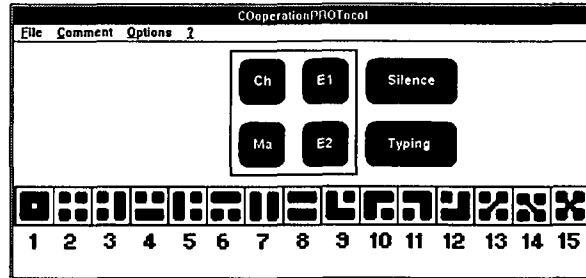 COoperationPROTocol
File Comment Options ?
Ch E1 Silence
Ma E2 Typing
1 2 3 4 5 6 7 8 9 10 11 12 13 14 15